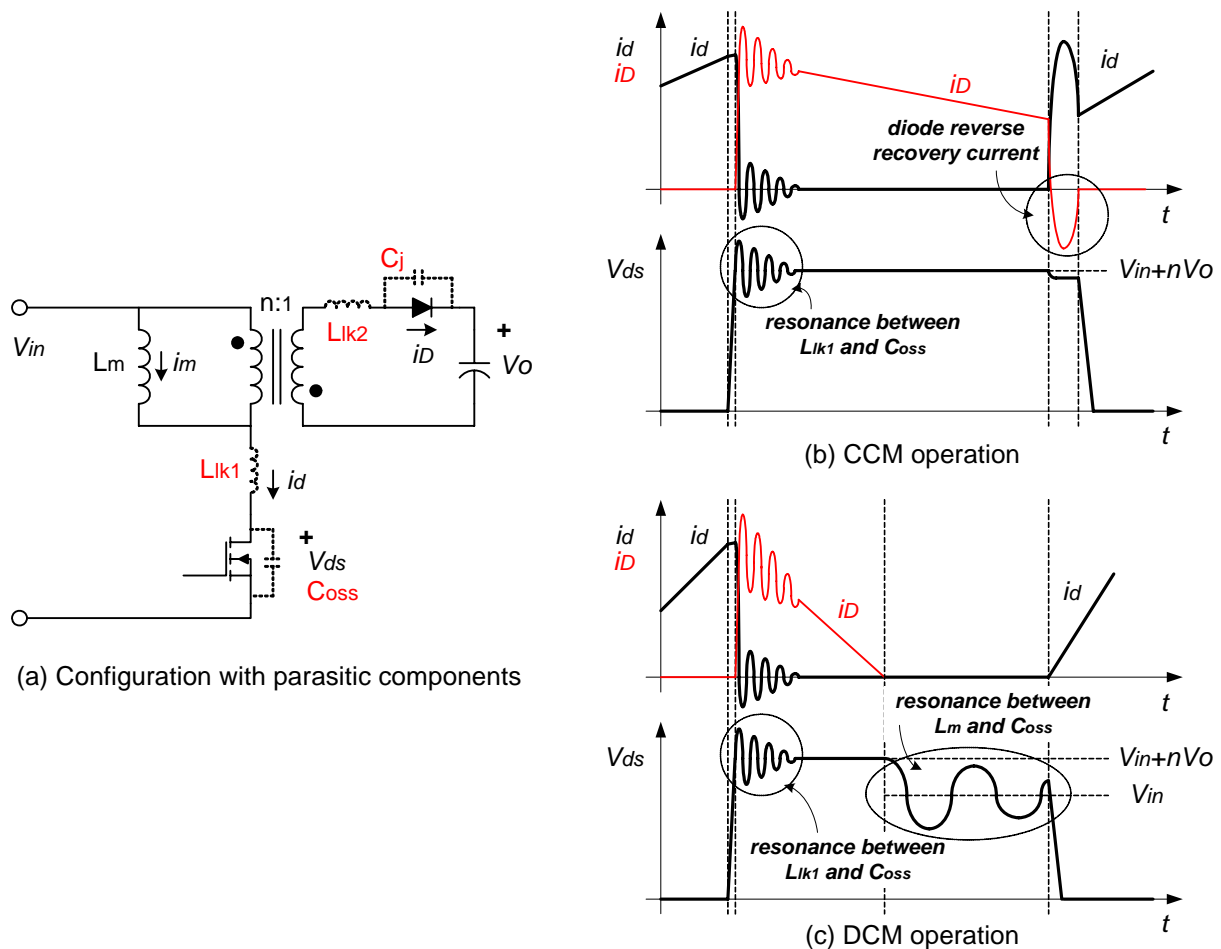 Vin
Lm
im
n:1
Llk2
Cj
iD
+
Vo
Llk1
id
+
Vds
Coss
(a) Configuration with parasitic components
id
iD
id
iD
id
diode reverse
recovery current
t
Vds
Vin+nVo
resonance between
Llk1 and Coss
t
(b) CCM operation
id
iD
id
iD
id
t
resonance between
Lm and Coss
Vds
Vin+nVo
Vin
resonance between
Llk1 and Coss
t
(c) DCM operation